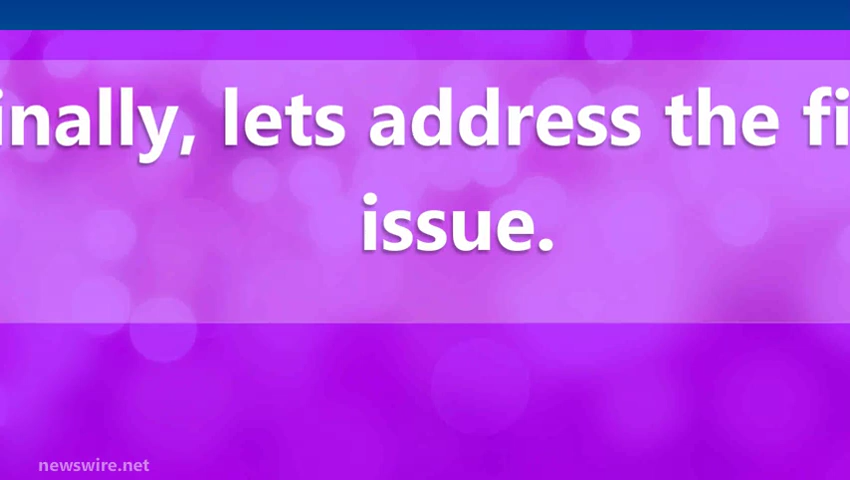 inally, lets address the fi
issue.
newswire.net